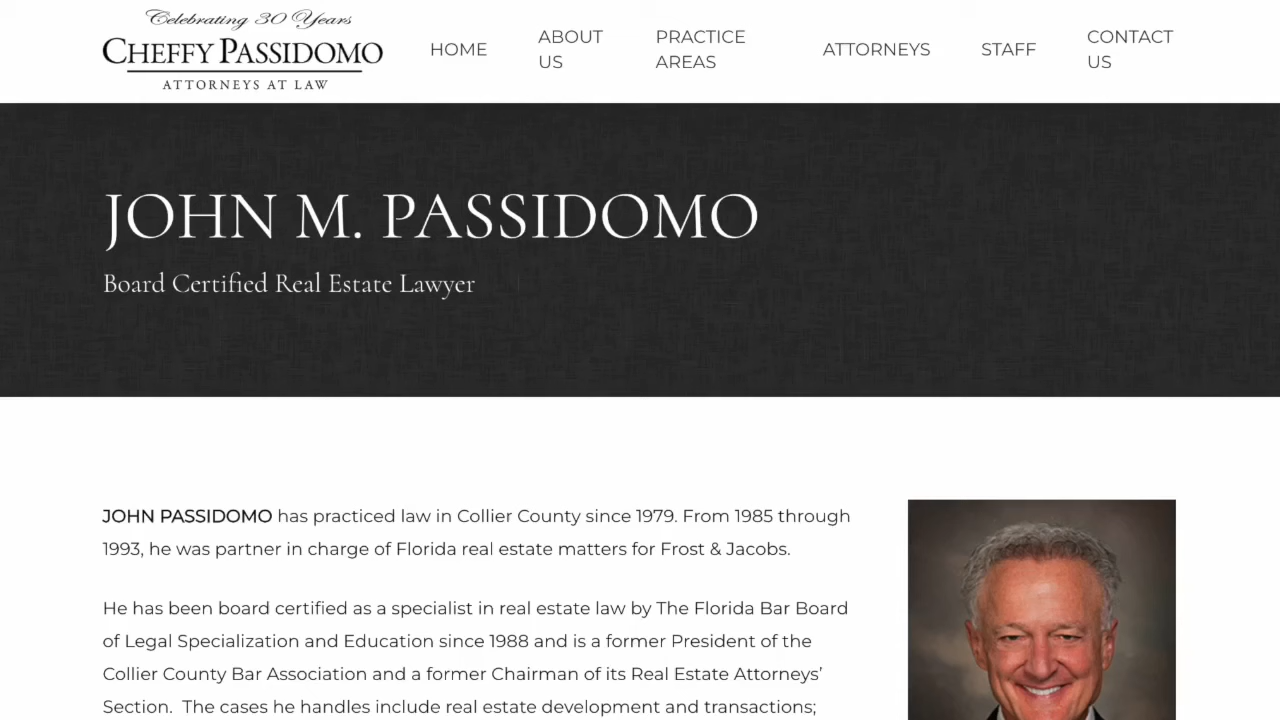 Celebrating 30 Years
CHEFFY PASSIDOMO
ATTORNEYS AT LAW
HOME
ABOUT US
PRACTICE AREAS
ATTORNEYS
STAFF
CONTACT US
JOHN M. PASSIDOMO
Board Certified Real Estate Lawyer
JOHN PASSIDOMO has practiced law in Collier County since 1979. From 1985 through
1993, he was partner in charge of Florida real estate matters for Frost & Jacobs.
He has been board certified as a specialist in real estate law by The Florida Bar Board
of Legal Specialization and Education since 1988 and is a former President of the
Collier County Bar Association and a former Chairman of its Real Estate Attorneys’
Section.  The cases he handles include real estate development and transactions;